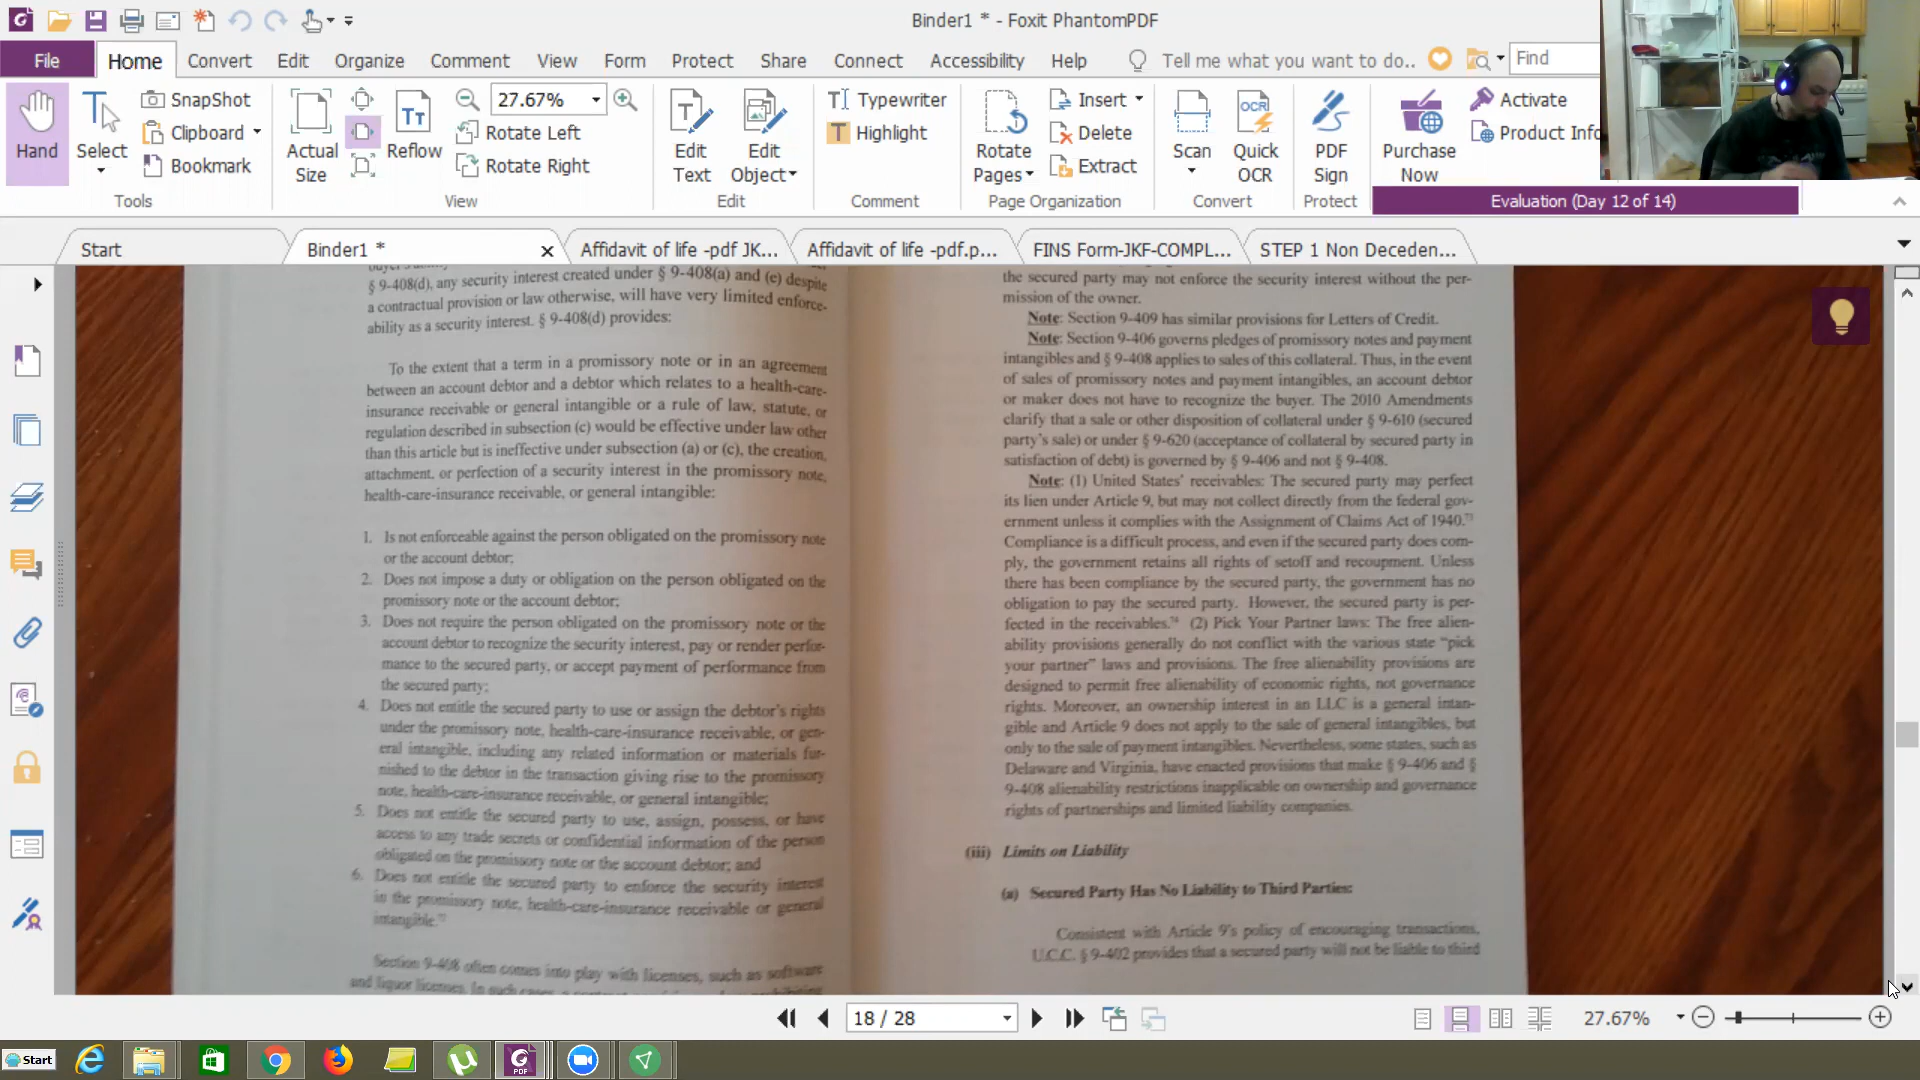 Binder1 * - Foxit PhantomPDF
File
Home
Convert
Edit
Organize
Comment
View
Form
Protect
Share
Connect
Accessibility
Help
Tell me what you want to do..
Find
Hand
Select
SnapShot
Clipboard
Bookmark
Actual
Size
Reflow
27.67%
Rotate Left
Rotate Right
Edit
Text
Edit
Object
Typewriter
Highlight
Rotate
Pages
Insert
Delete
Extract
Scan
OCR
Quick
OCR
PDF
Sign
Purchase
Now
Activate
Product Info
Tools
View
Edit
Comment
Page Organization
Convert
Protect
Evaluation (Day 12 of 14)
Start
Binder1 *
Affidavit of life -pdf JK...
Affidavit of life -pdf.p...
FINS Form-JKF-COMPL...
STEP 1 Non Deceden...
§ 9-408(d), any security interest created under § 9-408(a) and (e) despite
a contractual provision or law otherwise, will have very limited enforce-
ability as a security interest. § 9-408(d) provides:
To the extent that a term in a promissory note or in an agreement
between an account debtor and a debtor which relates to a health-care-
insurance receivable or general intangible or a rule of law, statute, or
regulation described in subsection (c) would be effective under law other
than this article but is ineffective under subsection (a) or (c), the creation,
attachment, or perfection of a security interest in the promissory note,
health-care-insurance receivable, or general intangible:
1. Is not enforceable against the person obligated on the promissory note
or the account debtor;
2. Does not impose a duty or obligation on the person obligated on the
promissory note or the account debtor;
3. Does not require the person obligated on the promissory note or the
account debtor to recognize the security interest, pay or render perfor-
mance to the secured party, or accept payment of performance from
the secured party;
4. Does not entitle the secured party to use or assign the debtor's rights
under the promissory note, health-care-insurance receivable, or gen-
eral intangible, including any related information or materials fur-
nished to the debtor in the transaction giving rise to the promissory
note, health-care-insurance receivable, or general intangible;
5. Does not entitle the secured party to use, assign, possess, or have
access to any trade secrets or confidential information of the person
obligated on the promissory note or the account debtor; and
6. Does not entitle the secured party to enforce the security interest
in the promissory note, health-care-insurance receivable or general
intangible.
Section 9-408 often comes into play with licenses, such as software
and liquor licenses. In such cases, a contract
the secured party may not enforce the security interest without the per-
mission of the owner.
Note: Section 9-409 has similar provisions for Letters of Credit.
Note: Section 9-406 governs pledges of promissory notes and payment
intangibles and § 9-408 applies to sales of this collateral. Thus, in the event
of sales of promissory notes and payment intangibles, an account debtor
or maker does not have to recognize the buyer. The 2010 Amendments
clarify that a sale or other disposition of collateral under § 9-610 (secured
party's sale) or under § 9-620 (acceptance of collateral by secured party in
satisfaction of debt) is governed by § 9-406 and not § 9-408.
Note: (1) United States' receivables: The secured party may perfect
its lien under Article 9, but may not collect directly from the federal gov-
ernment unless it complies with the Assignment of Claims Act of 1940.
Compliance is a difficult process, and even if the secured party does com-
ply, the government retains all rights of setoff and recoupment. Unless
there has been compliance by the secured party, the government has no
obligation to pay the secured party. However, the secured party is per-
fected in the receivables. (2) Pick Your Partner laws: The free alien-
ability provisions generally do not conflict with the various state "pick
your partner" laws and provisions. The free alienability provisions are
designed to permit free alienability of economic rights, not governance
rights. Moreover, an ownership interest in an LLC is a general intan-
gible and Article 9 does not apply to the sale of general intangibles, but
only to the sale of payment intangibles. Nevertheless, some states, such as
Delaware and Virginia, have enacted provisions that make § 9-406 and §
9-408 alienability restrictions inapplicable on ownership and governance
rights of partnerships and limited liability companies.
(iii) Limits on Liability
(a) Secured Party Has No Liability to Third Parties:
Consistent with Article 9's policy of encouraging transactions,
U.C.C. § 9-402 provides that a secured party will not be liable to third
18 / 28
27.67%
Start
PDF